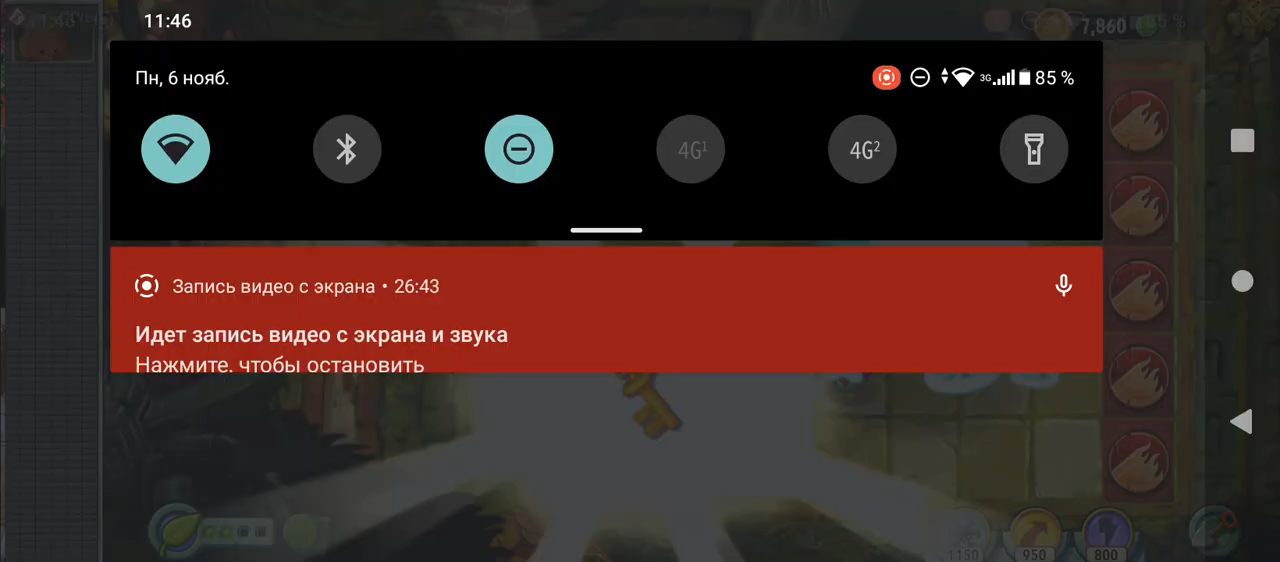 11:46
7,860
Пн, 6 нояб.
3G 85 %
4G¹
4G²
Запись видео с экрана • 26:43
Идет запись видео с экрана и звука
Нажмите, чтобы остановить
1150
950
800